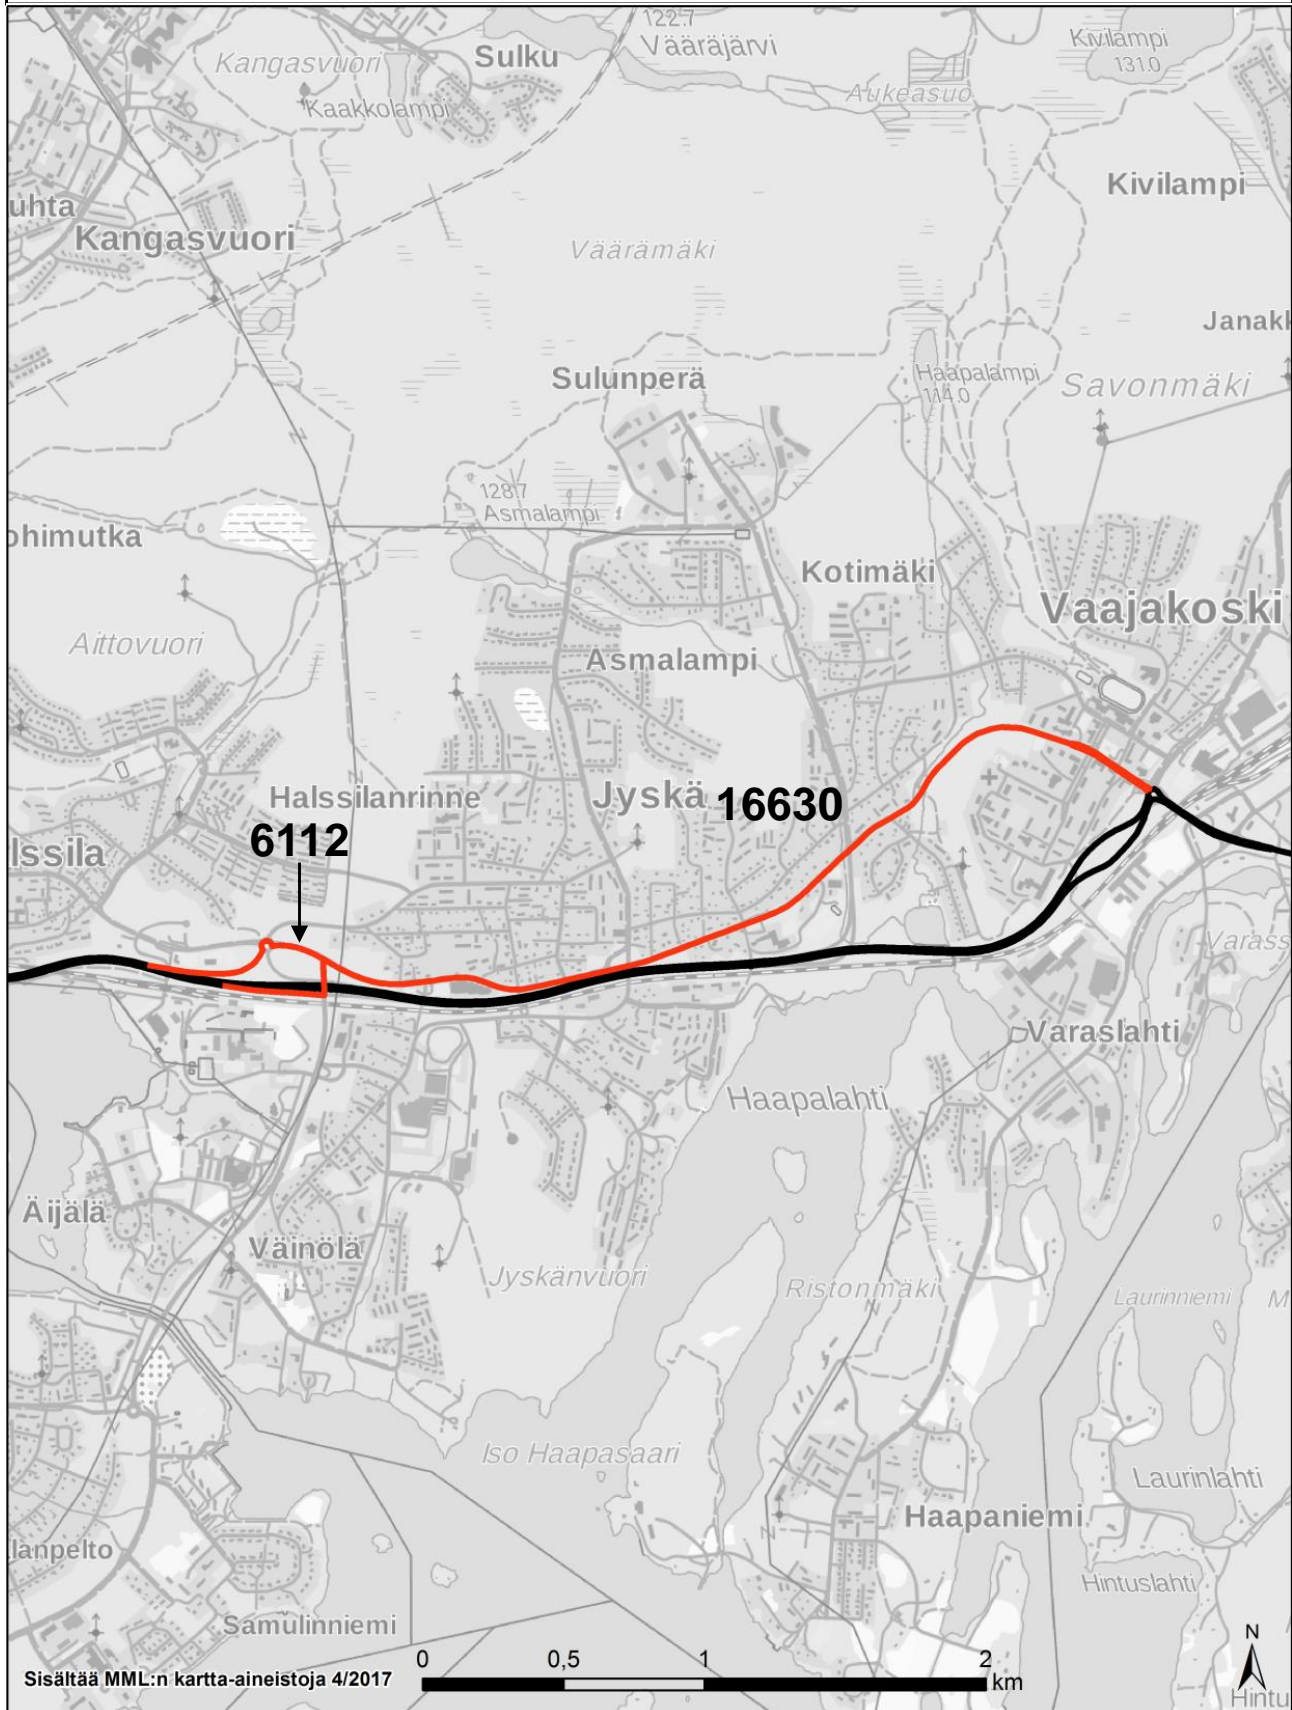 122.7
Vääräjärvi
Kivilampi
131.0
Sulku
Kangasvuori
Kaakkolampi
Aukeasuo
Kivilampi
uhta
Kangasvuori
Väärämäki
Janakk
Sulunperä
Haapalampi
114.0
Savonmäki
128.7
Asmalampi
ohimutka
Kotimäki
Vaajakoski
Aittovuori
Asmalampi
Halssilanrinne
Jyskä
16630
6112
lssila
Varass
Varaslahti
Haapalahti
Äijälä
Väinölä
Jyskänvuori
Ristonmäki
Laurinniemi
M
Iso Haapasaari
Laurinlahti
Haapaniemi
lanpelto
Hintuslahti
Samulinniemi
N
0 0,5 1 2
km
Sisältää MML:n kartta-aineistoja 4/2017
Hintu